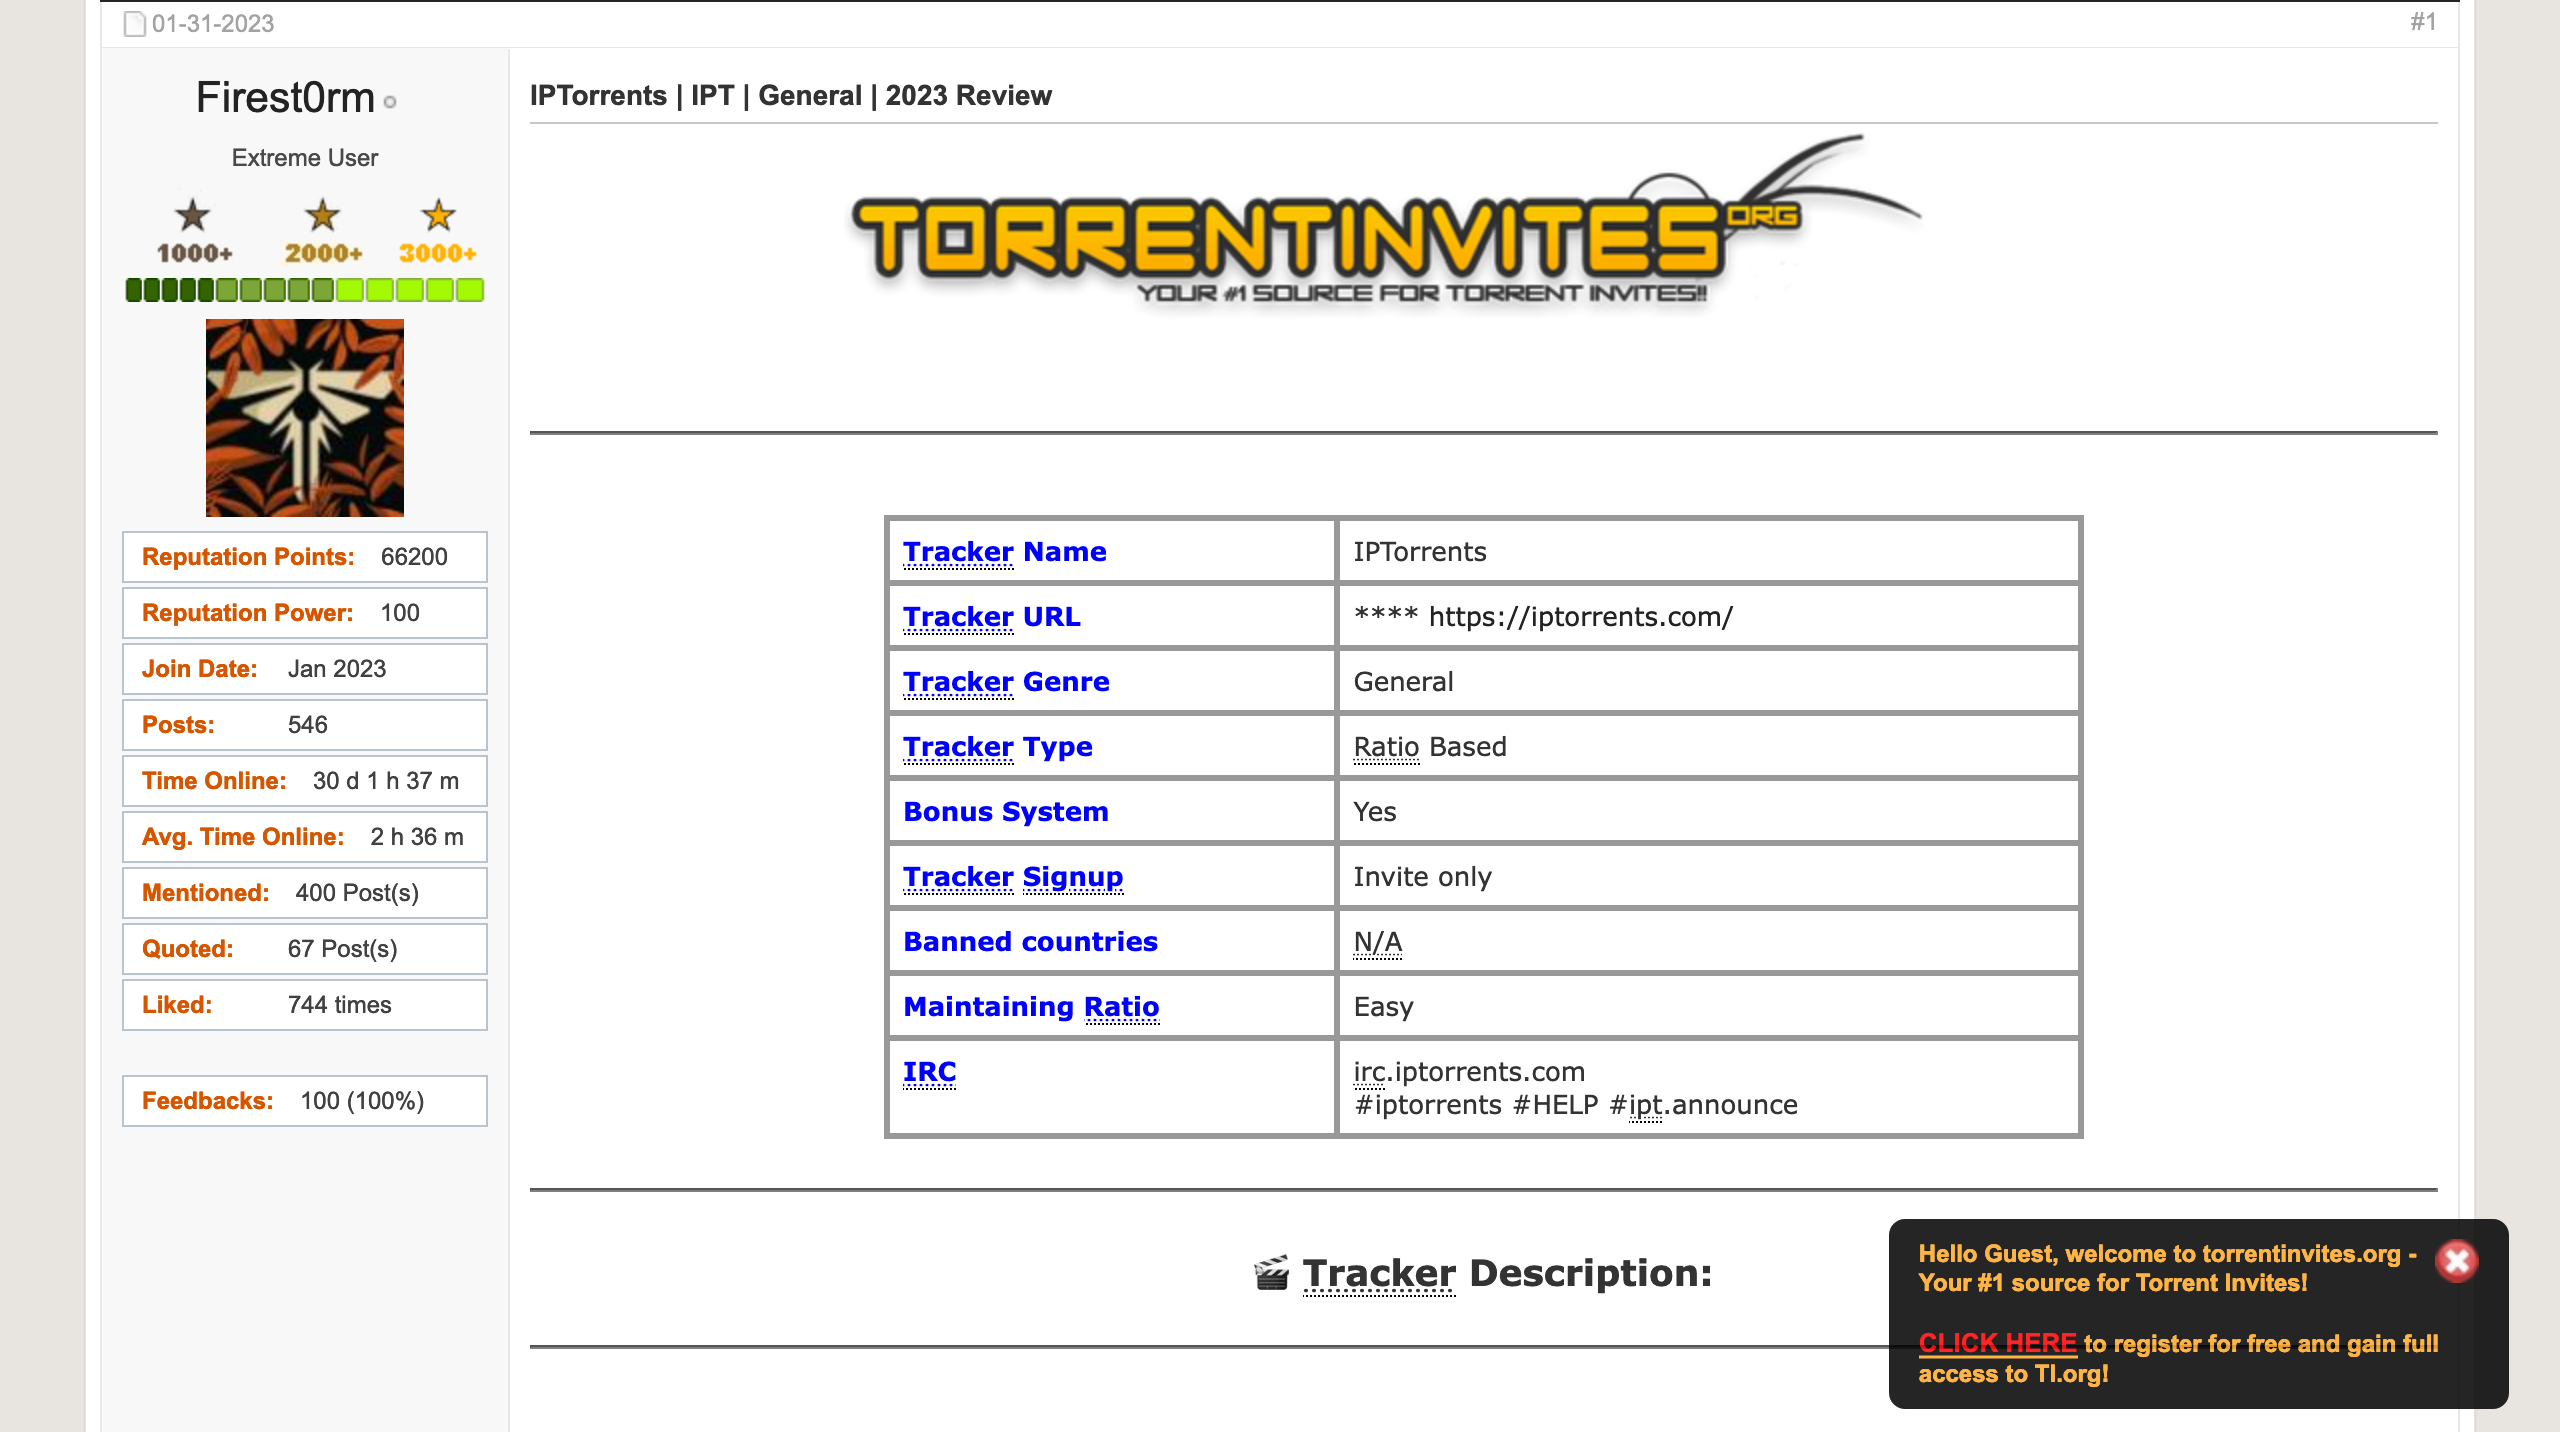 01-31-2023
#1
Firest0rm
Extreme User
1000+ 2000+ 3000+
Reputation Points: 66200
Reputation Power: 100
Join Date: Jan 2023
Posts: 546
Time Online: 30 d 1 h 37 m
Avg. Time Online: 2 h 36 m
Mentioned: 400 Post(s)
Quoted: 67 Post(s)
Liked: 744 times
Feedbacks: 100 (100%)
IPTorrents | IPT | General | 2023 Review
TORRENTINVITES ORG
YOUR #1 SOURCE FOR TORRENT INVITES!!
Tracker Name IPTorrents
Tracker URL **** https://iptorrents.com/
Tracker Genre General
Tracker Type Ratio Based
Bonus System Yes
Tracker Signup Invite only
Banned countries N/A
Maintaining Ratio Easy
IRC irc.iptorrents.com
#iptorrents #HELP #ipt.announce
Tracker Description:
Hello Guest, welcome to torrentinvites.org -
Your #1 source for Torrent Invites!
CLICK HERE to register for free and gain full
access to TI.org!